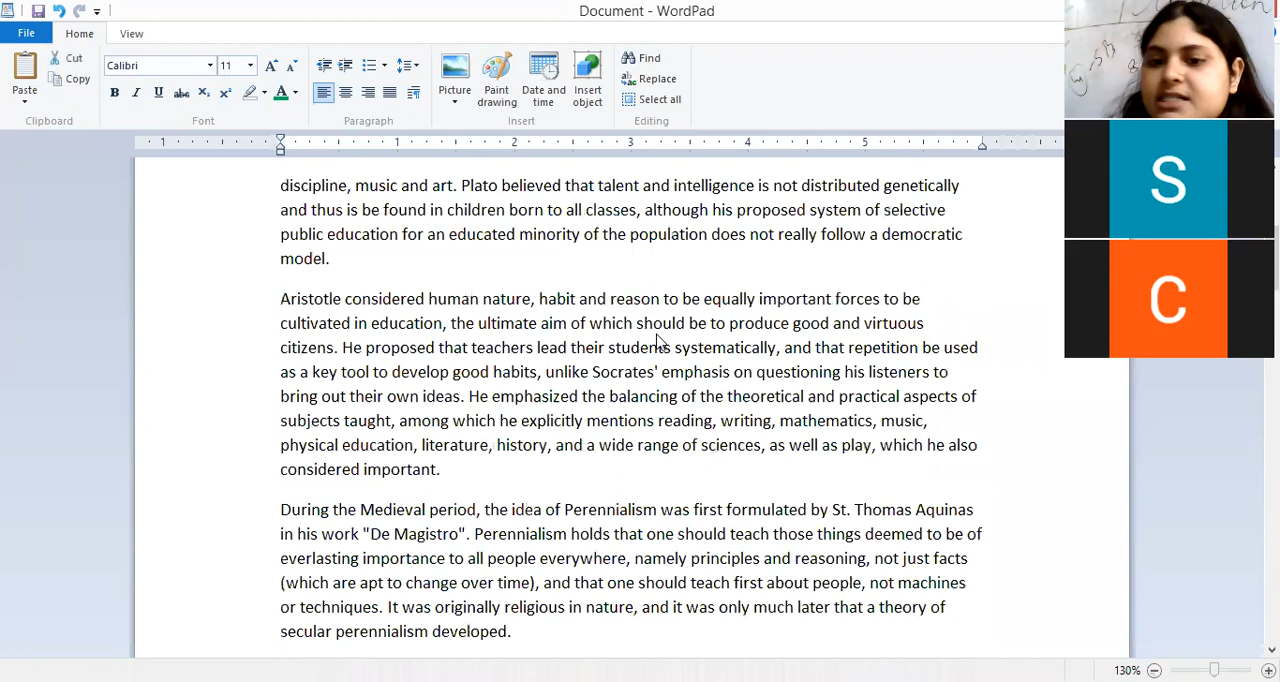 Document - WordPad
File
Home
View
Paste
Cut
Copy
Clipboard
Calibri
11
A
A
B
I
U
abc
X₂
X²
A
Font
Paragraph
Picture
Paint
drawing
Date and
time
Insert
object
Insert
Find
Replace
Select all
Editing
1
1
2
3
4
5
discipline, music and art. Plato believed that talent and intelligence is not distributed genetically
and thus is be found in children born to all classes, although his proposed system of selective
public education for an educated minority of the population does not really follow a democratic
model.
Aristotle considered human nature, habit and reason to be equally important forces to be
cultivated in education, the ultimate aim of which should be to produce good and virtuous
citizens. He proposed that teachers lead their students systematically, and that repetition be used
as a key tool to develop good habits, unlike Socrates' emphasis on questioning his listeners to
bring out their own ideas. He emphasized the balancing of the theoretical and practical aspects of
subjects taught, among which he explicitly mentions reading, writing, mathematics, music,
physical education, literature, history, and a wide range of sciences, as well as play, which he also
considered important.
During the Medieval period, the idea of Perennialism was first formulated by St. Thomas Aquinas
in his work "De Magistro". Perennialism holds that one should teach those things deemed to be of
everlasting importance to all people everywhere, namely principles and reasoning, not just facts
(which are apt to change over time), and that one should teach first about people, not machines
or techniques. It was originally religious in nature, and it was only much later that a theory of
secular perennialism developed.
S
C
130%